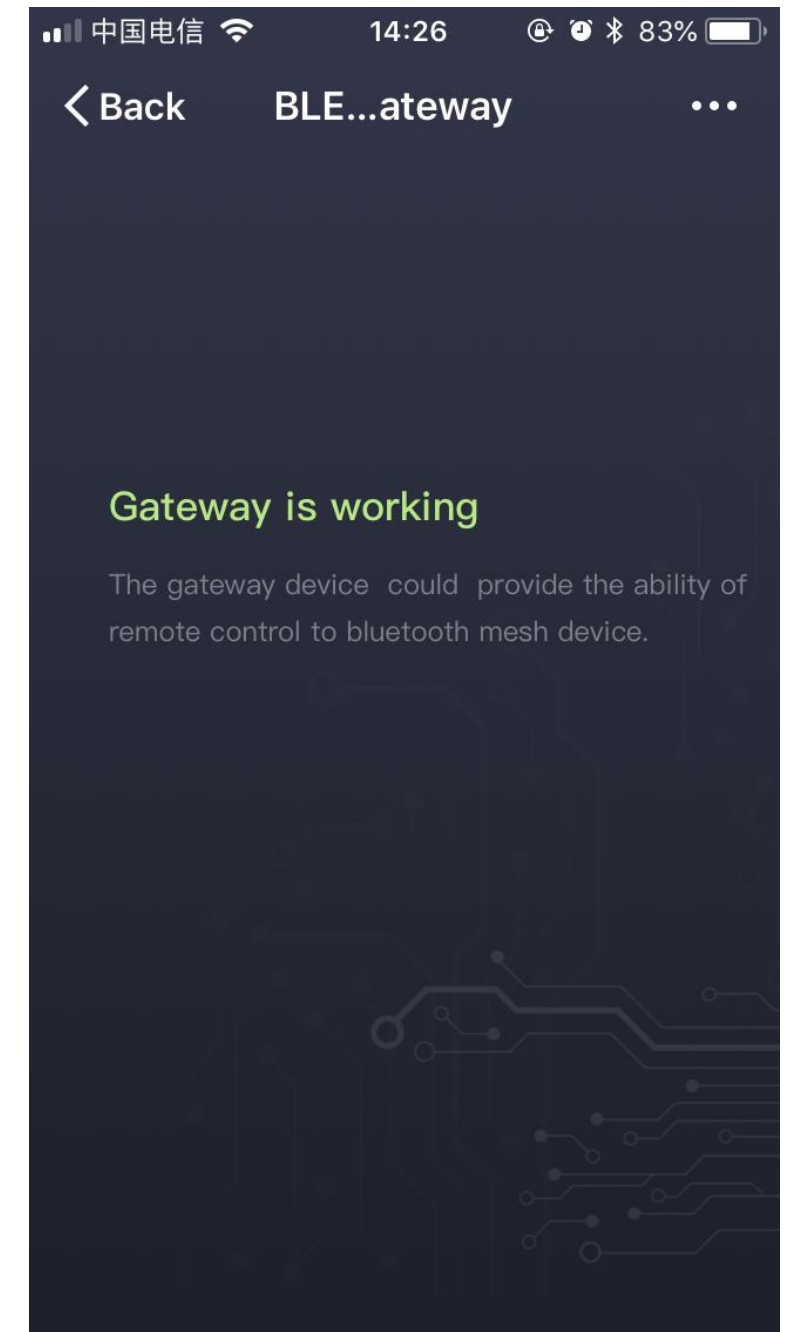 中国电信 14:26 83%
Back BLE...ateway
Gateway is working
The gateway device could provide the ability of
remote control to bluetooth mesh device.